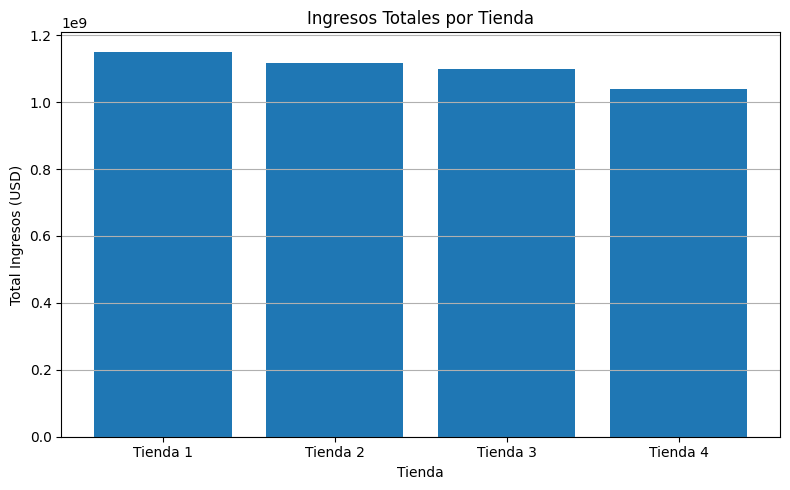 Ingresos Totales por Tienda
1e9
1.2
1.0
0.8
0.6
0.4
0.2
0.0
Total Ingresos (USD)
Tienda 1
Tienda 2
Tienda 3
Tienda 4
Tienda